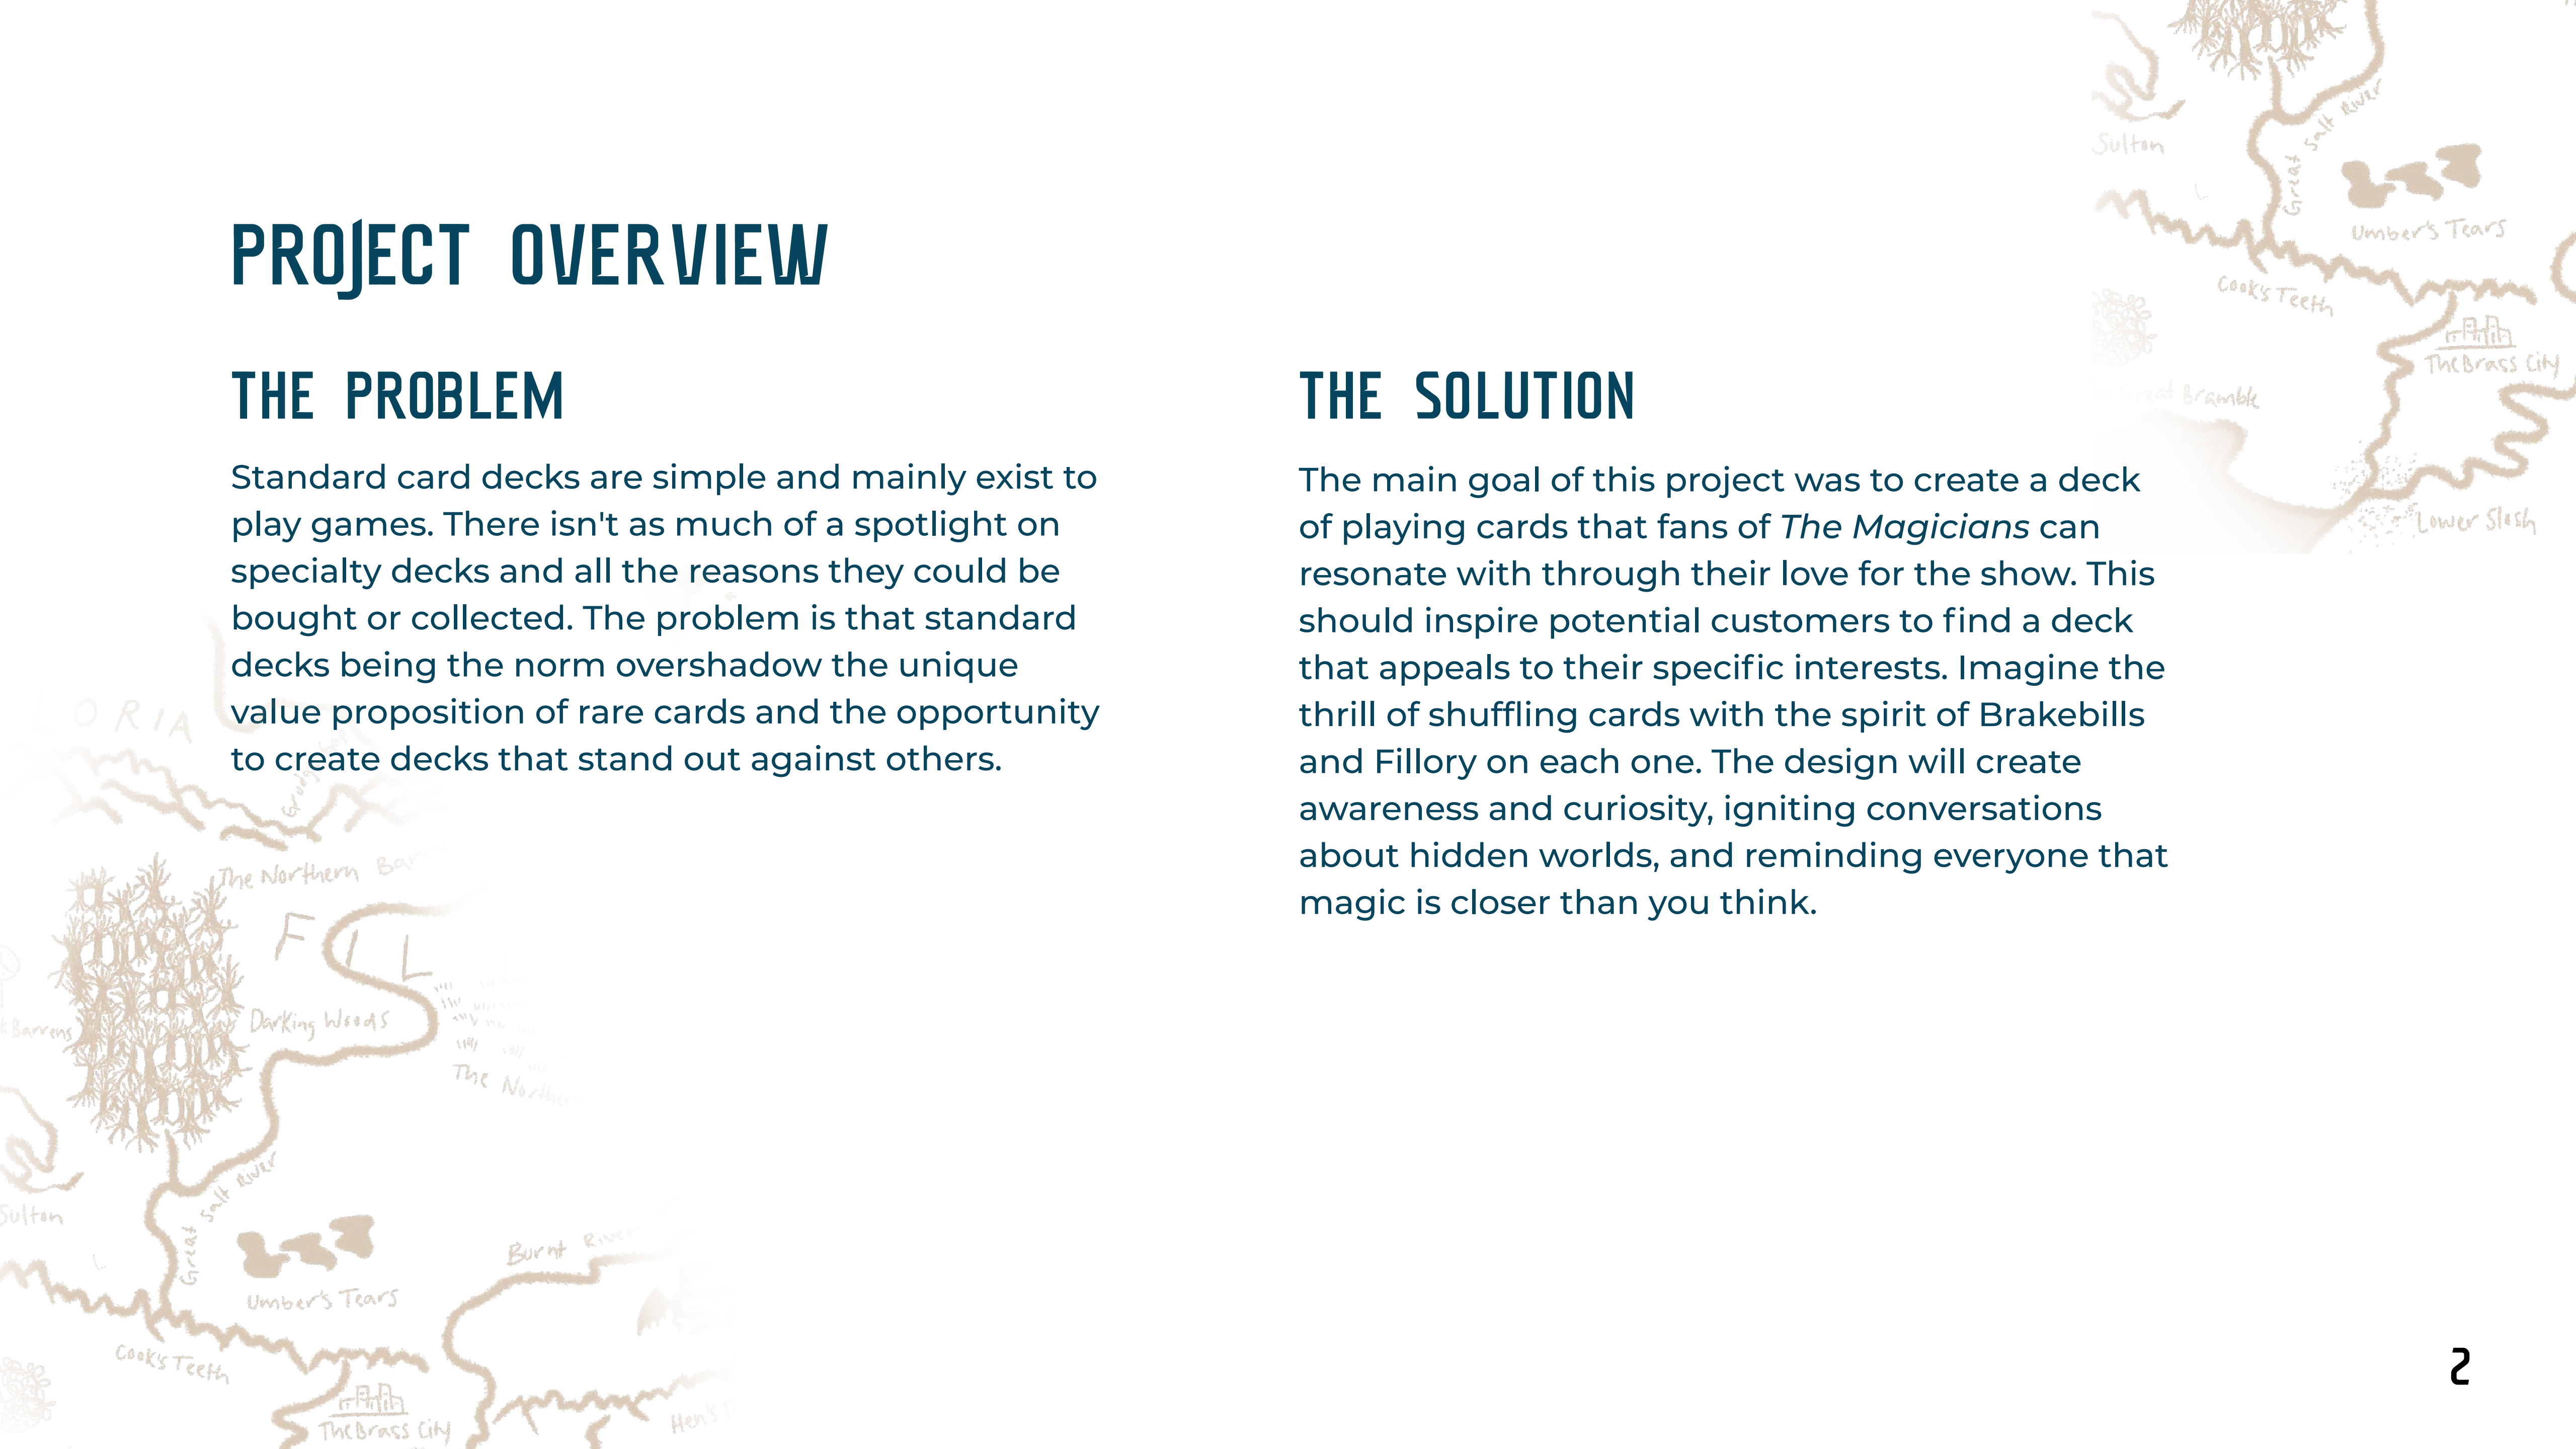 PROJECT OVERVIEW
THE PROBLEM
Standard card decks are simple and mainly exist to
play games. There isn't as much of a spotlight on
specialty decks and all the reasons they could be
bought or collected. The problem is that standard
decks being the norm overshadow the unique
value proposition of rare cards and the opportunity
to create decks that stand out against others.
THE SOLUTION
The main goal of this project was to create a deck
of playing cards that fans of The Magicians can
resonate with through their love for the show. This
should inspire potential customers to find a deck
that appeals to their specific interests. Imagine the
thrill of shuffling cards with the spirit of Brakebills
and Fillory on each one. The design will create
awareness and curiosity, igniting conversations
about hidden worlds, and reminding everyone that
magic is closer than you think.
Sulton
Great Salt River
Umber's Tears
Cook's Teeth
The Brass City
Great Bramble
Lower Slosh
ORIA
The Northern
FIL
Darking Woods
Barrens
The Northern
Sulton
Great Salt River
Umber's Tears
Burnt River
Cook's Teeth
The Brass City
Hen's
2